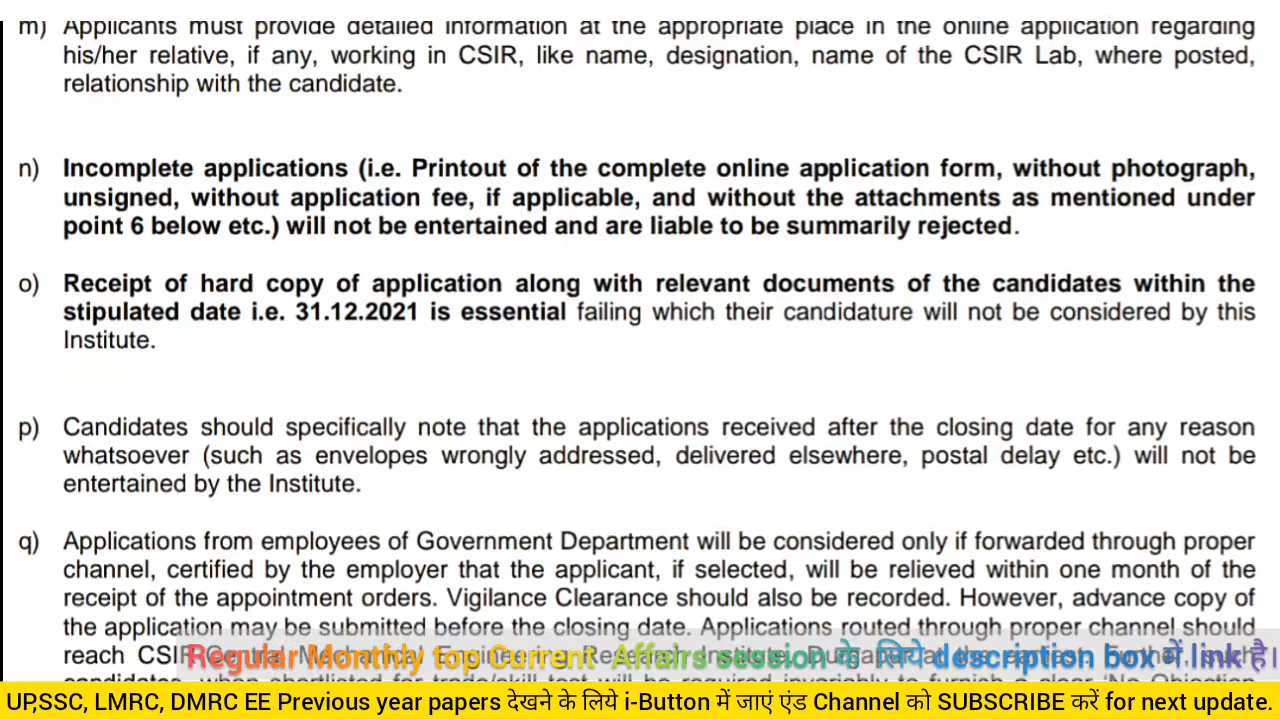 m) Applicants must provide detailed information at the appropriate place in the online application regarding
his/her relative, if any, working in CSIR, like name, designation, name of the CSIR Lab, where posted,
relationship with the candidate.
n) Incomplete applications (i.e. Printout of the complete online application form, without photograph,
unsigned, without application fee, if applicable, and without the attachments as mentioned under
point 6 below etc.) will not be entertained and are liable to be summarily rejected.
o) Receipt of hard copy of application along with relevant documents of the candidates within the
stipulated date i.e. 31.12.2021 is essential failing which their candidature will not be considered by this
Institute.
p) Candidates should specifically note that the applications received after the closing date for any reason
whatsoever (such as envelopes wrongly addressed, delivered elsewhere, postal delay etc.) will not be
entertained by the Institute.
q) Applications from employees of Government Department will be considered only if forwarded through proper
channel, certified by the employer that the applicant, if selected, will be relieved within one month of the
receipt of the appointment orders. Vigilance Clearance should also be recorded. However, advance copy of
the application may be submitted before the closing date. Applications routed through proper channel should
reach CSIR
Regular Monthly top Current Affairs session के लिये description box में link है।
UP,SSC, LMRC, DMRC EE Previous year papers देखने के लिये i-Button में जाएं एंड Channel को SUBSCRIBE करें for next update.